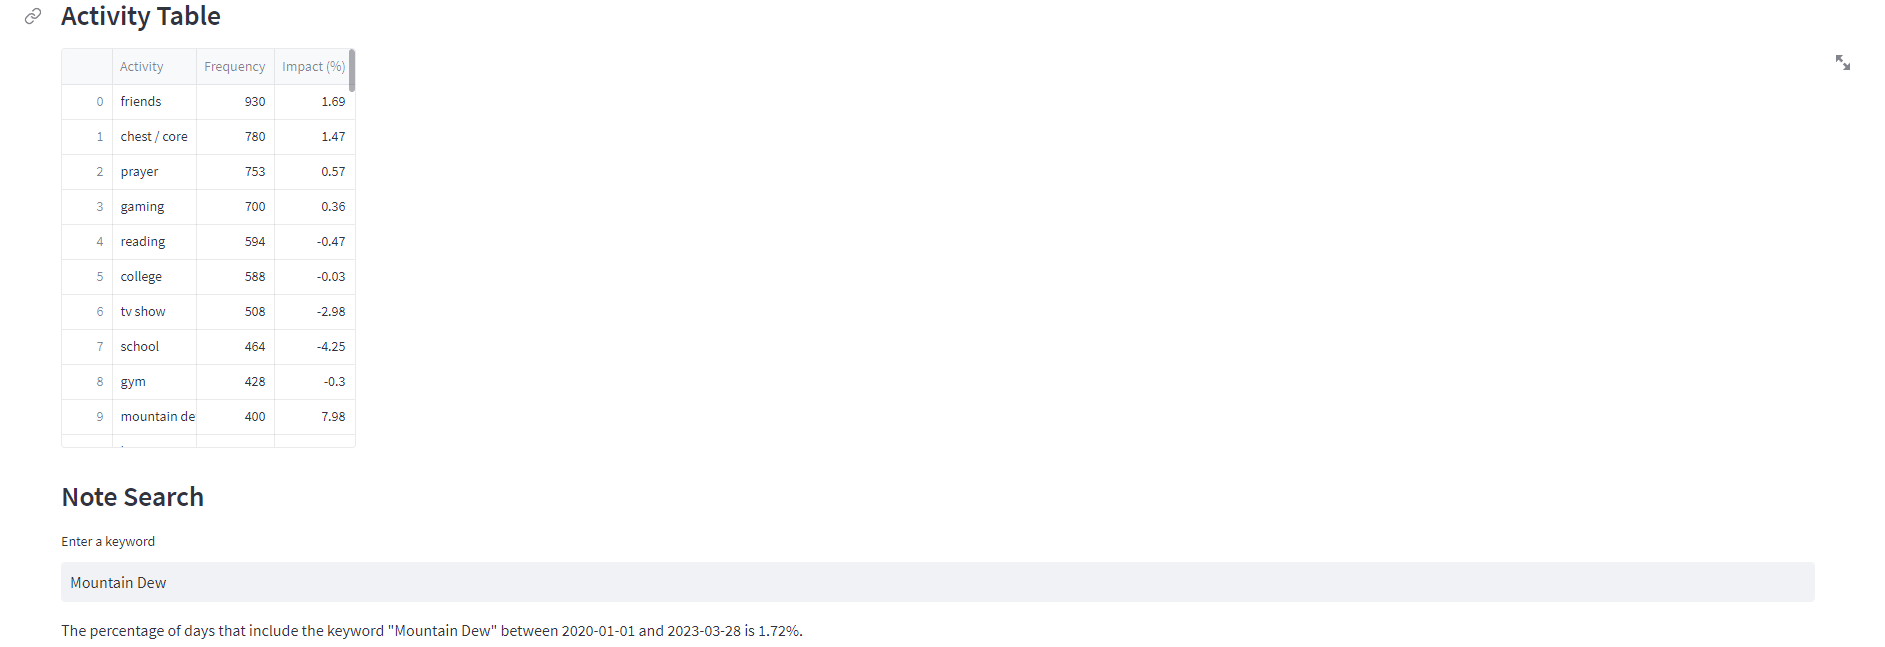 Activity Table
Activity Frequency Impact (%)
0 friends 930 1.69
1 chest / core 780 1.47
2 prayer 753 0.57
3 gaming 700 0.36
4 reading 594 -0.47
5 college 588 -0.03
6 tv show 508 -2.98
7 school 464 -4.25
8 gym 428 -0.3
9 mountain de 400 7.98
Note Search
Enter a keyword
Mountain Dew
The percentage of days that include the keyword "Mountain Dew" between 2020-01-01 and 2023-03-28 is 1.72%.